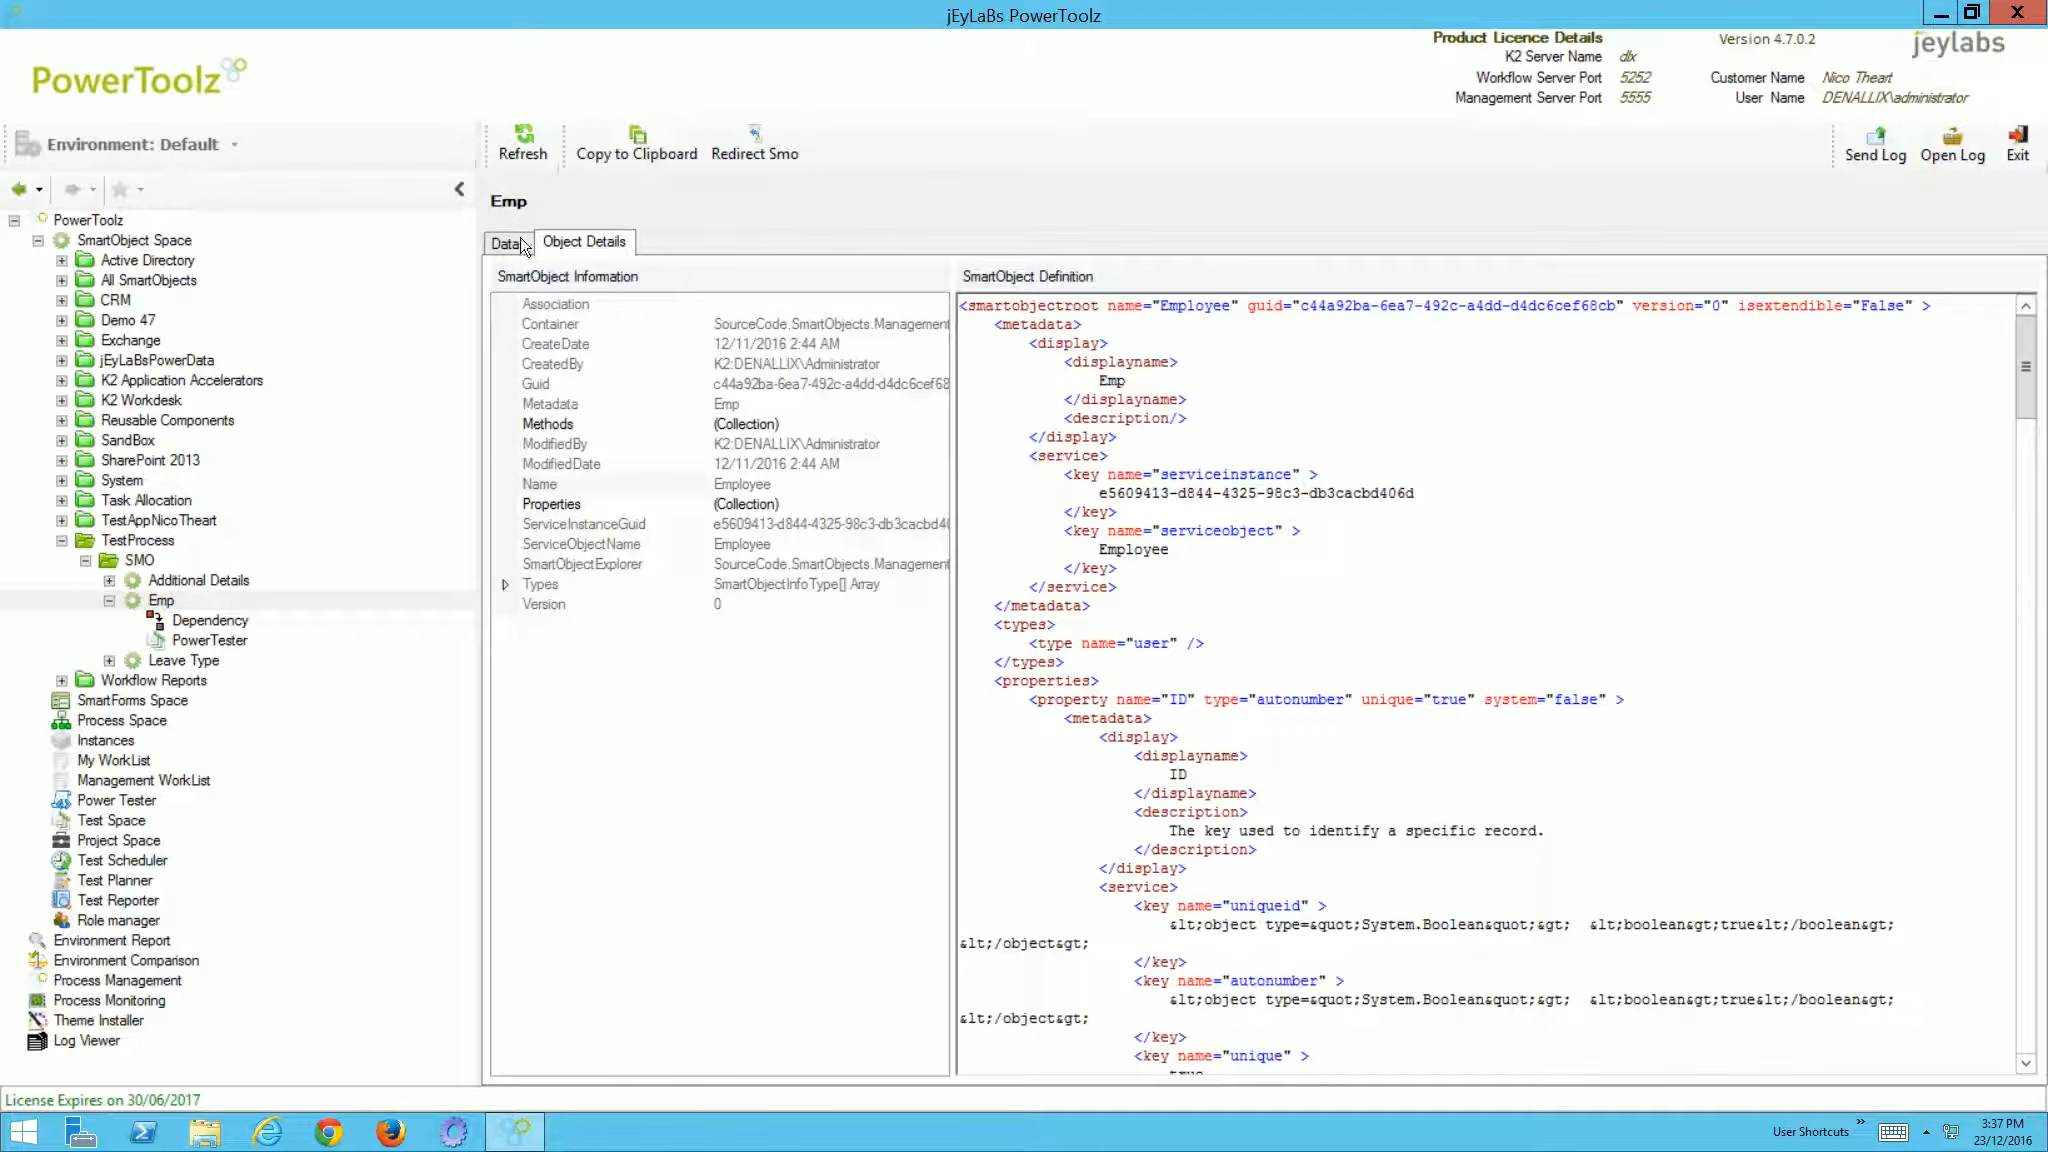 jEyLaBs PowerToolz
PowerToolz
Product Licence Details
K2 Server Name dlx
Workflow Server Port 5252
Management Server Port 5555
Version 4.7.0.2
Customer Name Nico Theart
User Name DENALLIX\administrator
jeylabs
Environment: Default
Refresh
Copy to Clipboard
Redirect Smo
Send Log
Open Log
Exit
PowerToolz
SmartObject Space
Active Directory
All SmartObjects
CRM
Demo 47
Exchange
jEyLaBsPowerData
K2 Application Accelerators
K2 Workdesk
Reusable Components
SandBox
SharePoint 2013
System
Task Allocation
TestAppNicoTheart
TestProcess
SMO
Additional Details
Emp
Dependency
PowerTester
Leave Type
Workflow Reports
SmartForms Space
Process Space
Instances
My WorkList
Management WorkList
Power Tester
Test Space
Project Space
Test Scheduler
Test Planner
Test Reporter
Role manager
Environment Report
Environment Comparison
Process Management
Process Monitoring
Theme Installer
Log Viewer
Emp
Data
Object Details
SmartObject Information
Association
Container SourceCode.SmartObjects.Management
CreateDate 12/11/2016 2:44 AM
CreatedBy K2:DENALLIX\Administrator
Guid c44a92ba-6ea7-492c-a4dd-d4dc6cef68
Metadata Emp
Methods (Collection)
ModifiedBy K2:DENALLIX\Administrator
ModifiedDate 12/11/2016 2:44 AM
Name Employee
Properties (Collection)
ServiceInstanceGuid e5609413-d844-4325-98c3-db3cacbd40
ServiceObjectName Employee
SmartObjectExplorer SourceCode.SmartObjects.Management
Types SmartObjectInfoType[] Array
Version 0
SmartObject Definition
<smartobjectroot name="Employee" guid="c44a92ba-6ea7-492c-a4dd-d4dc6cef68cb" version="0" isextendible="False" >
<metadata>
<display>
<displayname>
Emp
</displayname>
<description/>
</display>
<service>
<key name="serviceinstance" >
e5609413-d844-4325-98c3-db3cacbd406d
</key>
<key name="serviceobject" >
Employee
</key>
</service>
</metadata>
<types>
<type name="user" />
</types>
<properties>
<property name="ID" type="autonumber" unique="true" system="false" >
<metadata>
<display>
<displayname>
ID
</displayname>
<description>
The key used to identify a specific record.
</description>
</display>
<service>
<key name="uniqueid" >
&lt;object type=&quot;System.Boolean&quot;&gt; &lt;boolean&gt;true&lt;/boolean&gt;
&lt;/object&gt;
</key>
<key name="autonumber" >
&lt;object type=&quot;System.Boolean&quot;&gt; &lt;boolean&gt;true&lt;/boolean&gt;
&lt;/object&gt;
</key>
<key name="unique" >
true
License Expires on 30/06/2017
User Shortcuts
3:37 PM
23/12/2016